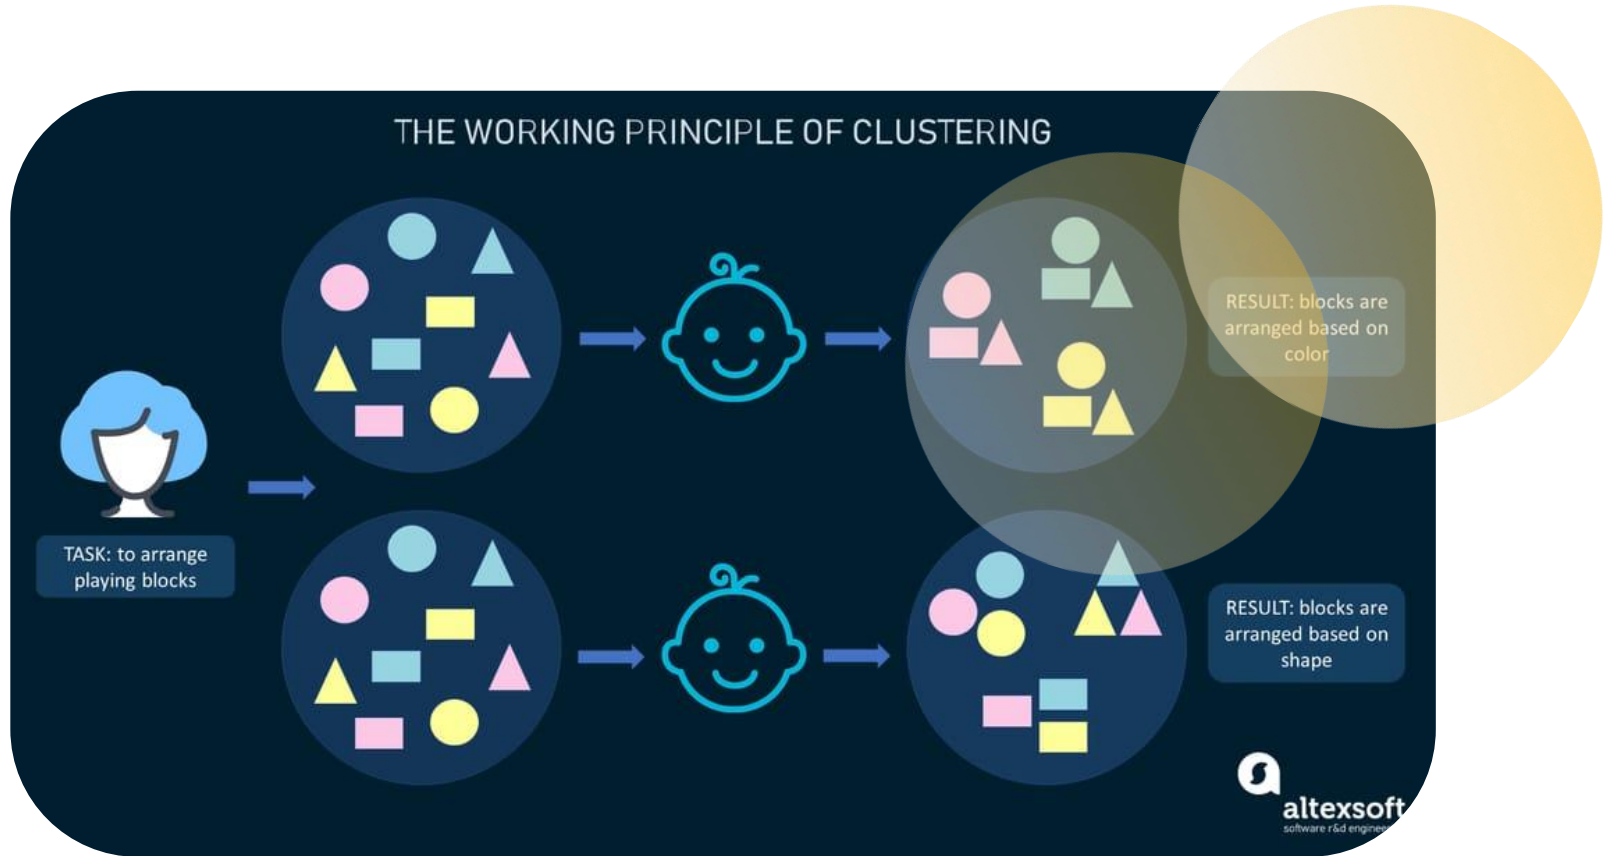 THE WORKING PRINCIPLE OF CLUSTERING
RESULT: blocks are
arranged based on
color
TASK: to arrange
playing blocks
RESULT: blocks are
arranged based on
shape
altexsoft
software r&d